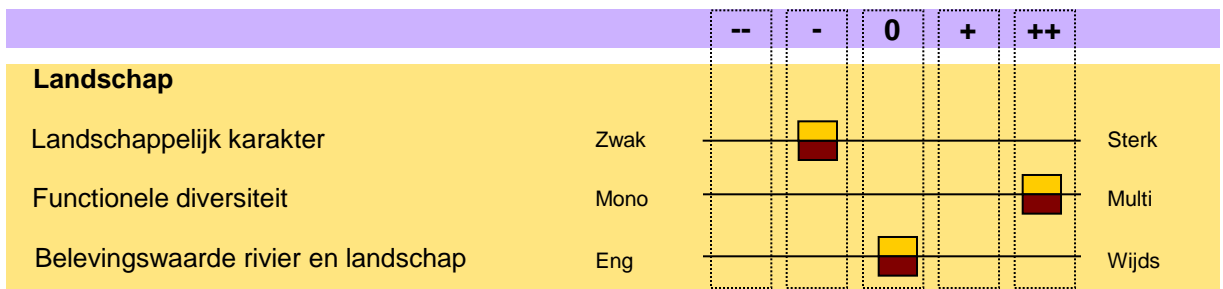 -- - 0 + ++
Landschap
Landschappelijk karakter Zwak Sterk
Functionele diversiteit Mono Multi
Belevingswaarde rivier en landschap Eng Wijds